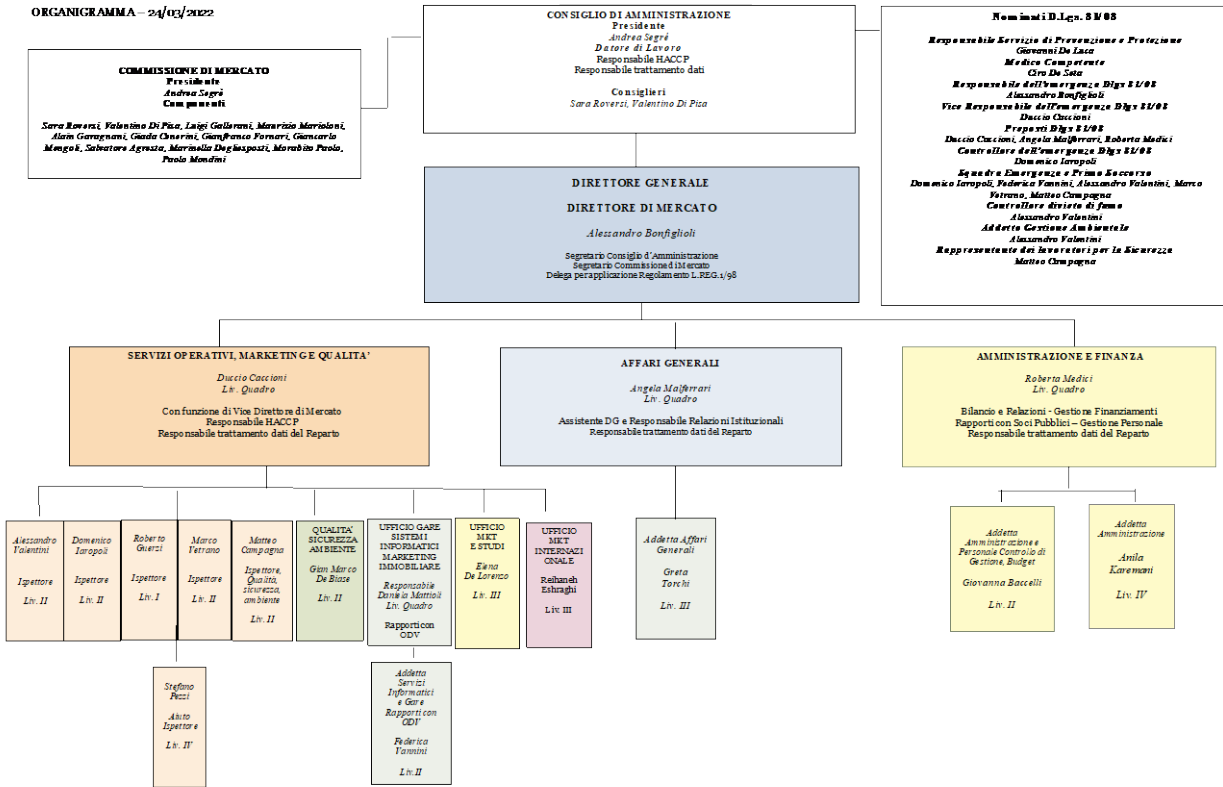 ORGANIGRAMMA – 24/03/2022
CONSIGLIO DI AMMINISTRAZIONE
Presidente
Andrea Segrè
Datore di Lavoro
Responsabile HACCP
Responsabile trattamento dati
Consiglieri
Sara Roversi, Valentino Di Pisa
COMMISSIONE DI MERCATO
Presidente
Andrea Segrè
Componenti
Sara Roversi, Valentino Di Pisa, Luigi Gallerani, Maurizio Marioloni,
Alain Garagnani, Giada Cenerini, Gianfranco Fornari, Giancarlo
Mengoli, Salvatore Agresta, Marinella Degliesposti, Morabito Paolo,
Paolo Mondini
Nominati D.Lgs. 81/08
Responsabile Servizio di Prevenzione e Protezione
Giovanni De Luca
Medico Competente
Ciro De Seta
Responsabile dell'emergenza Dlgs 81/08
Alessandro Bonfiglioli
Vice Responsabile dell'emergenza Dlgs 81/08
Duccio Caccioni
Preposti Dlgs 81/08
Duccio Caccioni, Angela Malferrari, Roberta Medici
Controllore dell'emergenza Dlgs 81/08
Domenico Iaropoli
Squadra Emergenze e Primo Soccorso
Domenico Iaropoli, Federica Vannini, Alessandro Valentini, Marco
Vetrano, Matteo Campagna
Controllore divieto di fumo
Alessandro Valentini
Addetto Gestione Ambientale
Alessandro Valentini
Rappresentante dei lavoratori per la Sicurezza
Matteo Campagna
DIRETTORE GENERALE
DIRETTORE DI MERCATO
Alessandro Bonfiglioli
Segretario Consiglio d'Amministrazione
Segretario Commissione di Mercato
Delega per applicazione Regolamento L.REG.1/98
SERVIZI OPERATIVI, MARKETING E QUALITA'
Duccio Caccioni
Liv. Quadro
Con funzione di Vice Direttore di Mercato
Responsabile HACCP
Responsabile trattamento dati del Reparto
AFFARI GENERALI
Angela Malferrari
Liv. Quadro
Assistente DG e Responsabile Relazioni Istituzionali
Responsabile trattamento dati del Reparto
AMMINISTRAZIONE E FINANZA
Roberta Medici
Liv. Quadro
Bilancio e Relazioni - Gestione Finanziamenti
Rapporti con Soci Pubblici – Gestione Personale
Responsabile trattamento dati del Reparto
Alessandro
Valentini
Ispettore
Liv. II
Domenico
Iaropoli
Ispettore
Liv. II
Roberto
Guerzi
Ispettore
Liv. I
Marco
Vetrano
Ispettore
Liv. II
Matteo
Campagna
Ispettore,
Qualità,
sicurezza,
ambiente
Liv. II
QUALITA'
SICUREZZA
AMBIENTE
Gian Marco
De Biase
Liv. II
UFFICIO GARE
SISTEMI
INFORMATICI
MARKETING
IMMOBILIARE
Responsabile
Daniela Mattioli
Liv. Quadro
Rapporti con
ODV
UFFICIO
MKT
E STUDI
Elena
De Lorenzo
Liv. III
UFFICIO
MKT
INTERNAZI
ONALE
Reihaneh
Eshraghi
Liv. III
Addetta Affari
Generali
Greta
Torchi
Liv. III
Addetta
Amministrazione e
Personale Controllo di
Gestione, Budget
Giovanna Baccelli
Liv. II
Addetta
Amministrazione
Anila
Karemani
Liv. IV
Stefano
Pezzi
Aiuto
Ispettore
Liv. IV
Addetta
Servizi
Informatici
e Gare
Rapporti con
ODV
Federica
Vannini
Liv. II